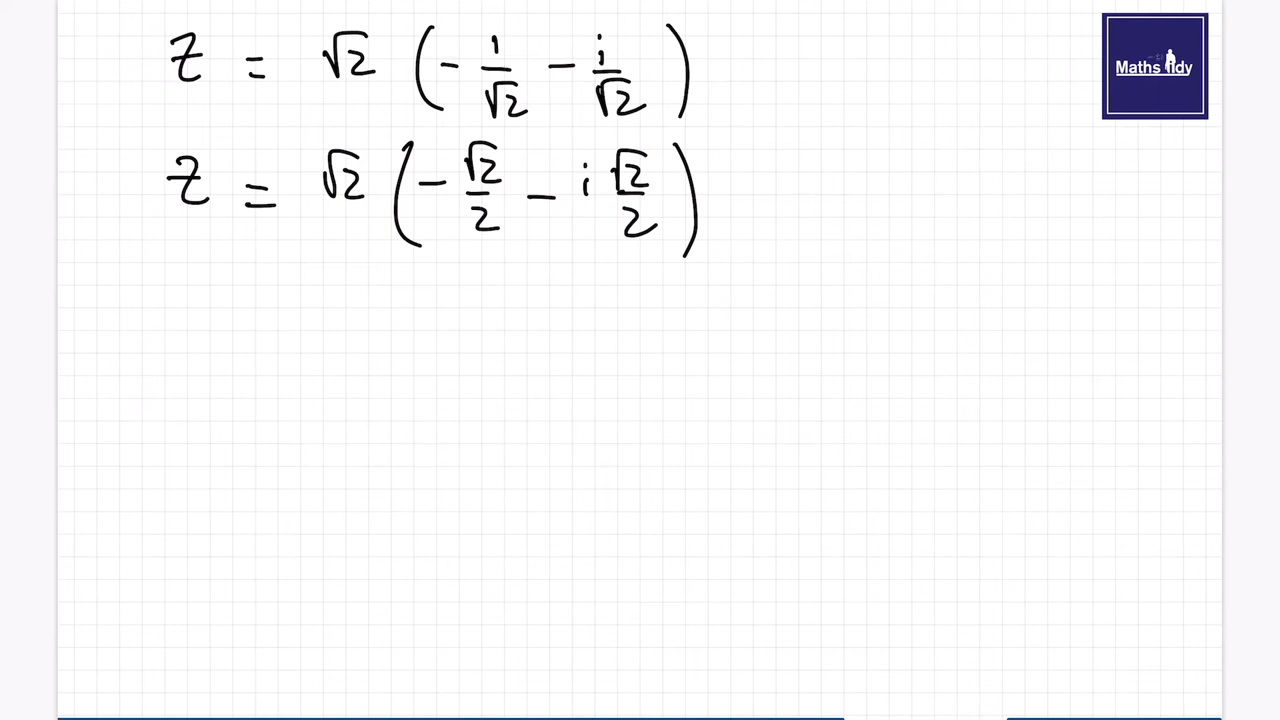 Z = √2 (- 1/√2 - i/√2)
Z = √2 (- √2/2 - i √2/2)